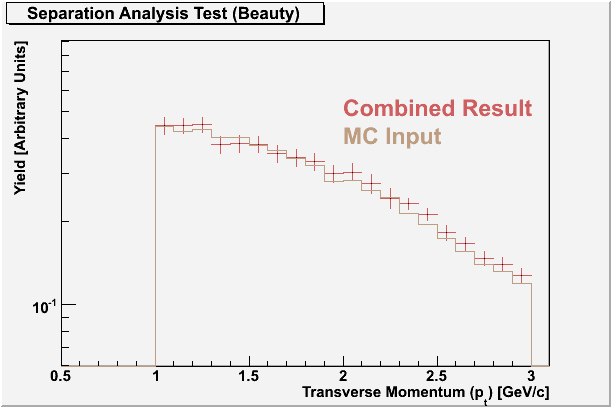 Separation Analysis Test (Beauty)
Yield [Arbitrary Units]
Combined Result
MC Input
10⁻¹
0.5 1 1.5 2 2.5 3
Transverse Momentum (pₜ) [GeV/c]